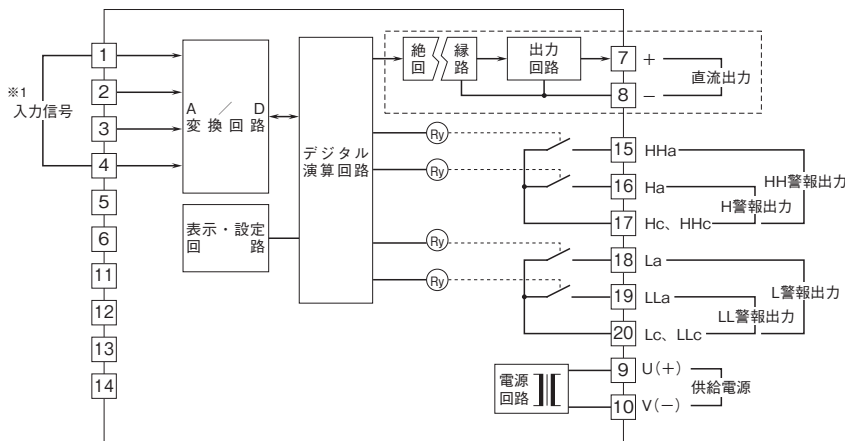 ※1
入力信号
1
2
3
4
5
6
11
12
13
14
A ／ D
変換回路
表示・設定
回　　路
デジタル
演算回路
絶 縁
回 路
出力
回路
Ry
Ry
Ry
Ry
電源
回路
7 +
8 −
直流出力
15 HHa
16 Ha
17 Hc、HHc
H警報出力
HH警報出力
18 La
19 LLa
20 Lc、LLc
LL警報出力
L警報出力
9 U(+)
10 V(−)
供給電源